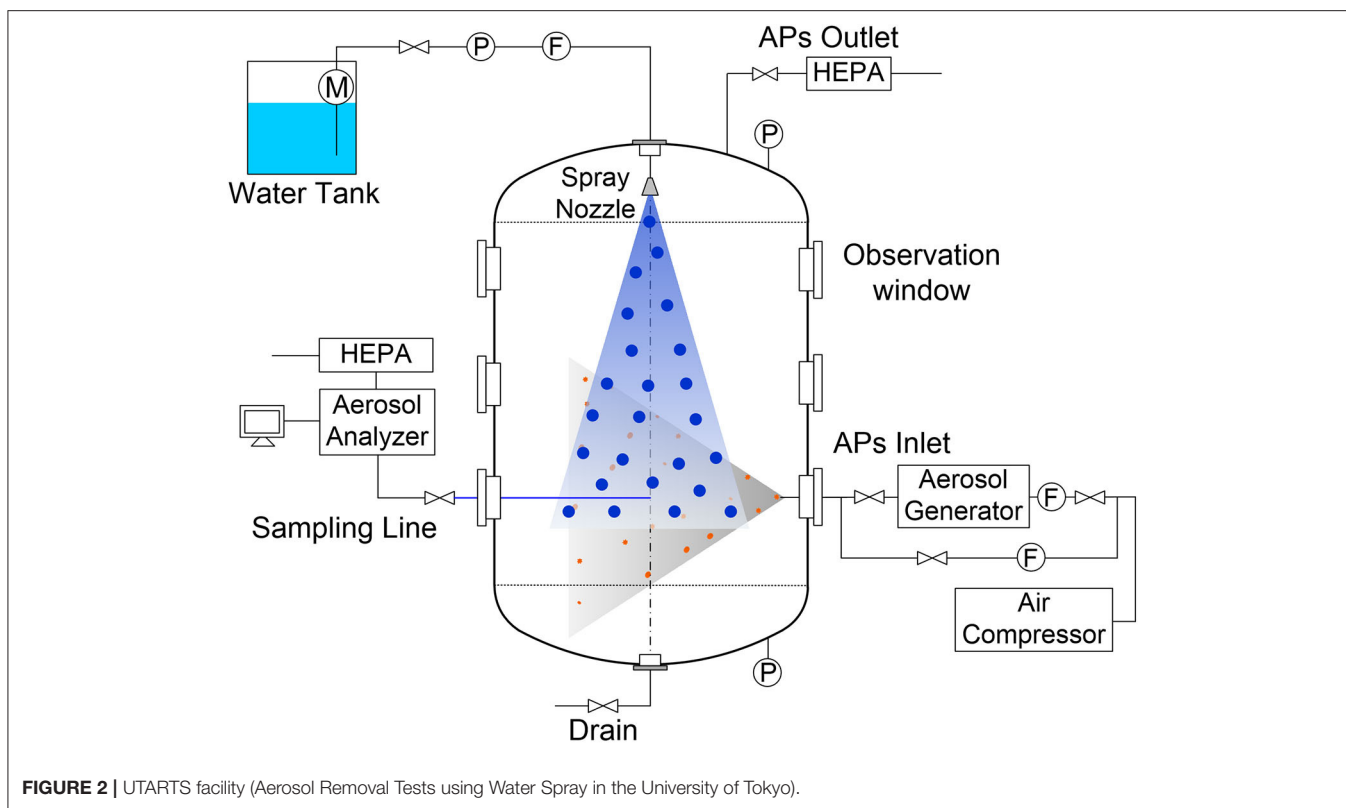 APs Outlet
P
F
HEPA
M
P
Water Tank
Spray
Nozzle
Observation
window
HEPA
Aerosol
Analyzer
APs Inlet
Aerosol
Generator
F
Sampling Line
F
Air
Compressor
P
Drain
FIGURE 2 | UTARTS facility (Aerosol Removal Tests using Water Spray in the University of Tokyo).